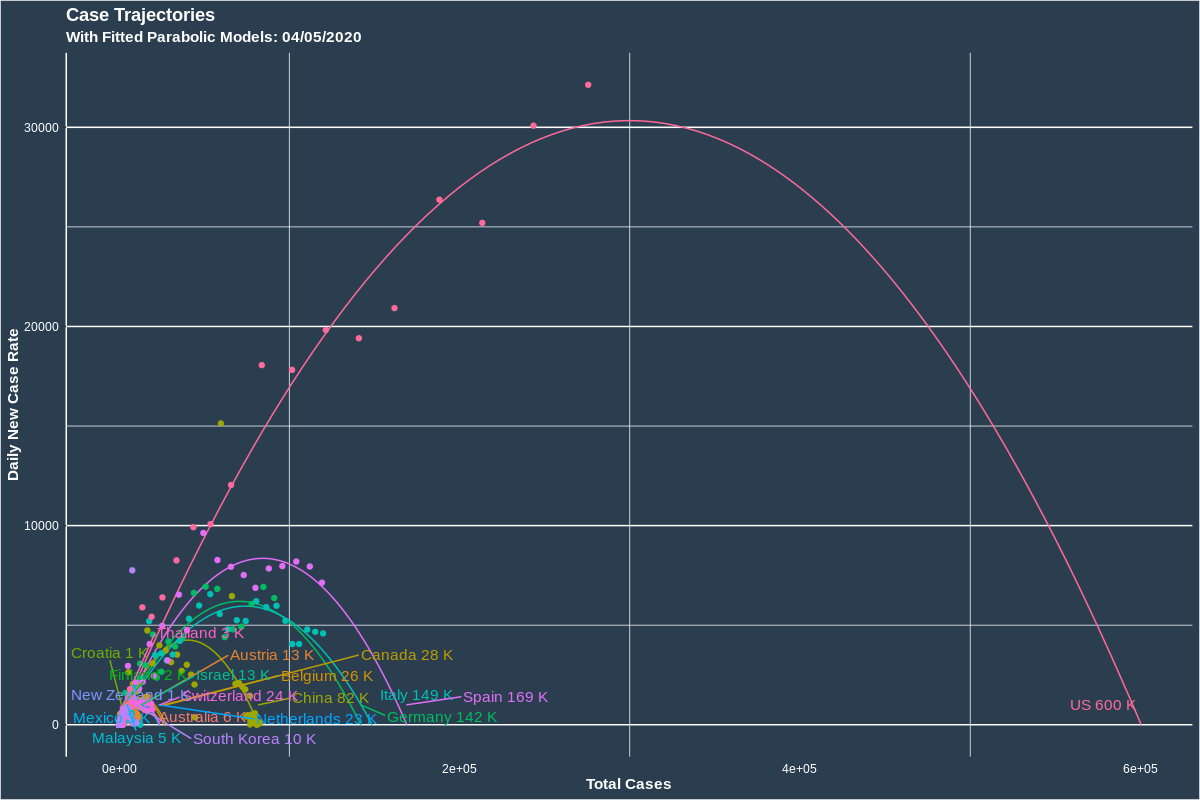 Case Trajectories
With Fitted Parabolic Models: 04/05/2020
Daily New Case Rate
30000
20000
10000
0
Thailand 3 K
Croatia 1 K
Austria 13 K
Canada 28 K
2 K
Israel 13 K
Belgium 26 K
New Zealand 1 K
Switzerland 24 K
China 82 K
Italy 149 K
Spain 169 K
US 600 K
Mexico
Australia 6 K
Netherlands 23 K
Germany 142 K
Malaysia 5 K
South Korea 10 K
0e+00
2e+05
4e+05
6e+05
Total Cases